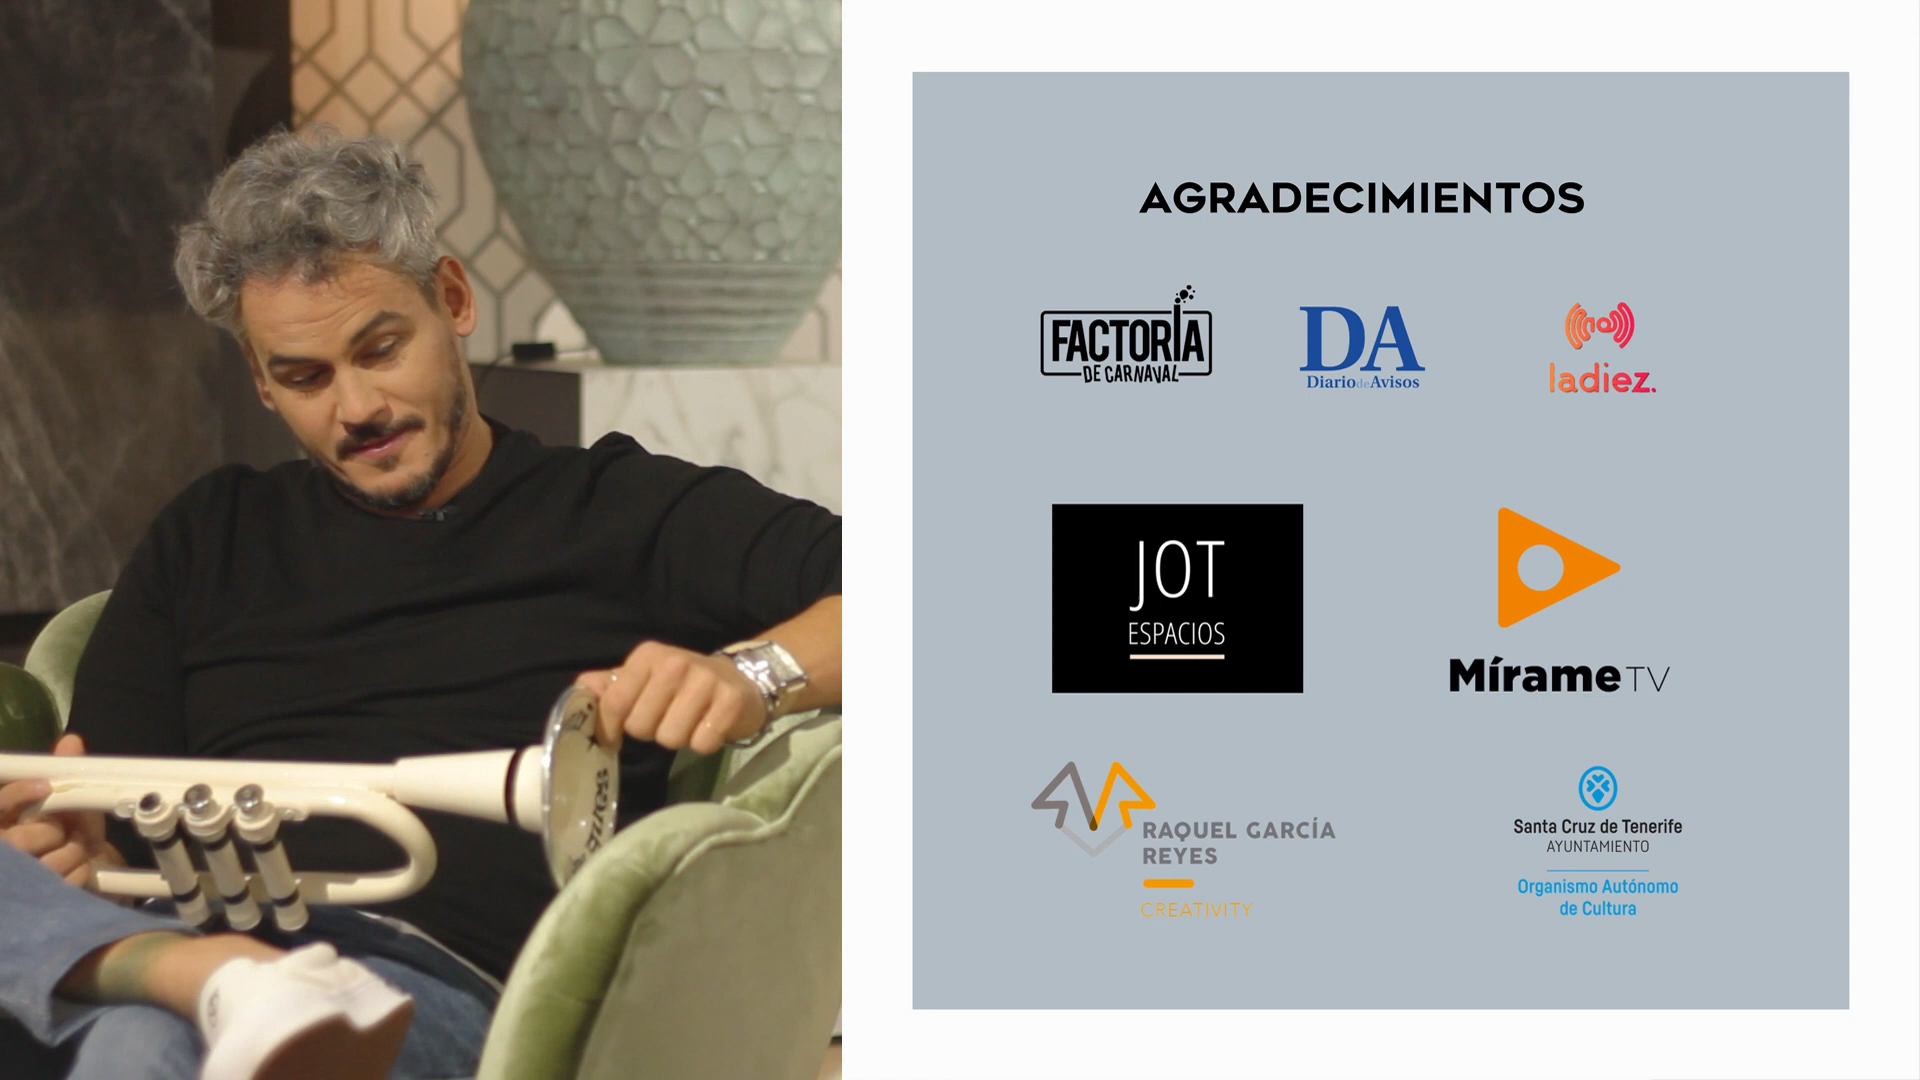 AGRADECIMIENTOS
FACTORÍA
DE CARNAVAL
DA
Diario de Avisos
ladiez.
JOT
ESPACIOS
Mírame TV
RAQUEL GARCÍA
REYES
CREATIVITY
Santa Cruz de Tenerife
AYUNTAMIENTO
Organismo Autónomo
de Cultura